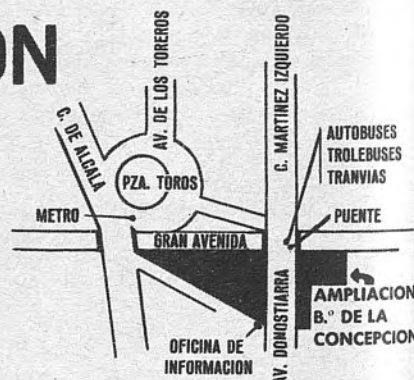 ON
AV. DE LOS TOREROS
C. MARTINEZ IZQUIERDO
C. DE ALCALA
PZA. TOROS
AUTOBUSES
TROLEBUSES
TRANVIAS
METRO
PUENTE
GRAN AVENIDA
AV. DONOSTIARRA
AMPLIACION
B.º DE LA
CONCEPCION
OFICINA DE
INFORMACION